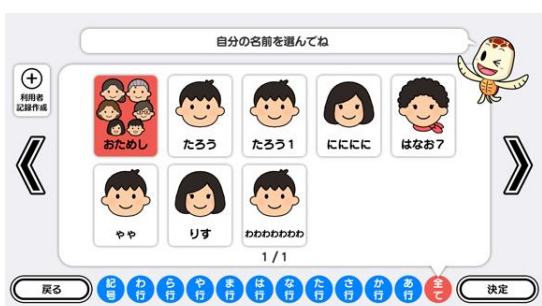 自分の名前を選んでね
利用者
記録作成
おためし
たろう
たろう1
にににに
はなお7
やや
りす
わわわわわわわ
1 / 1
戻る
記号
わ行
ら行
や行
ま行
は行
な行
た行
さ行
か行
あ行
全て
決定